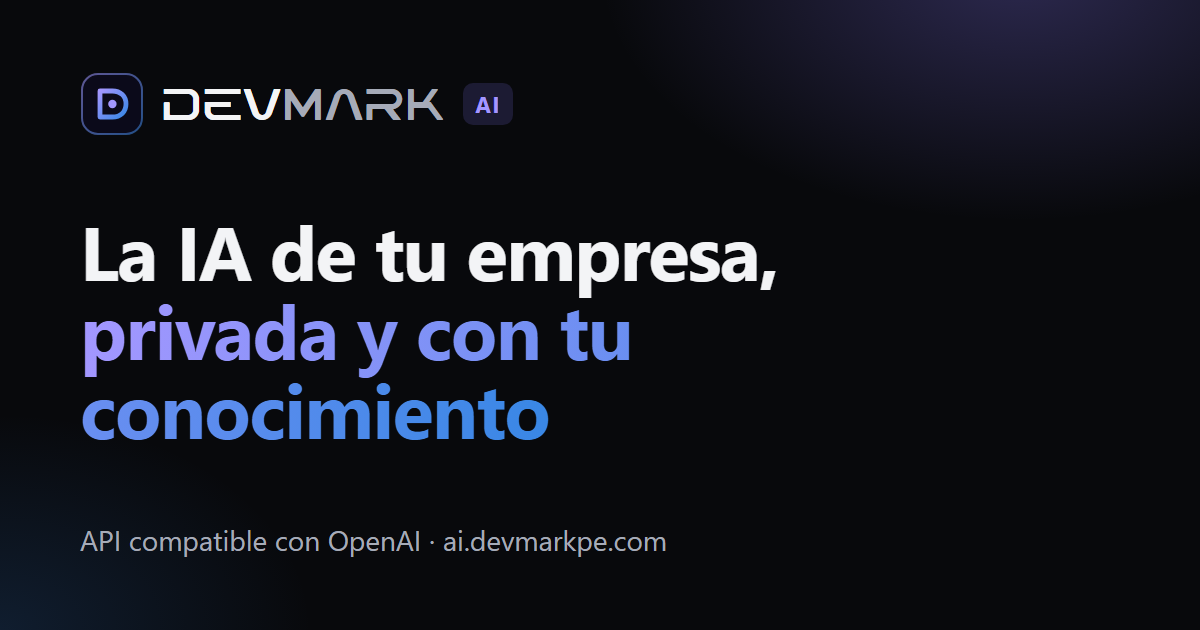 DEVMARK AI
La IA de tu empresa,
privada y con tu
conocimiento
API compatible con OpenAI · ai.devmarkpe.com